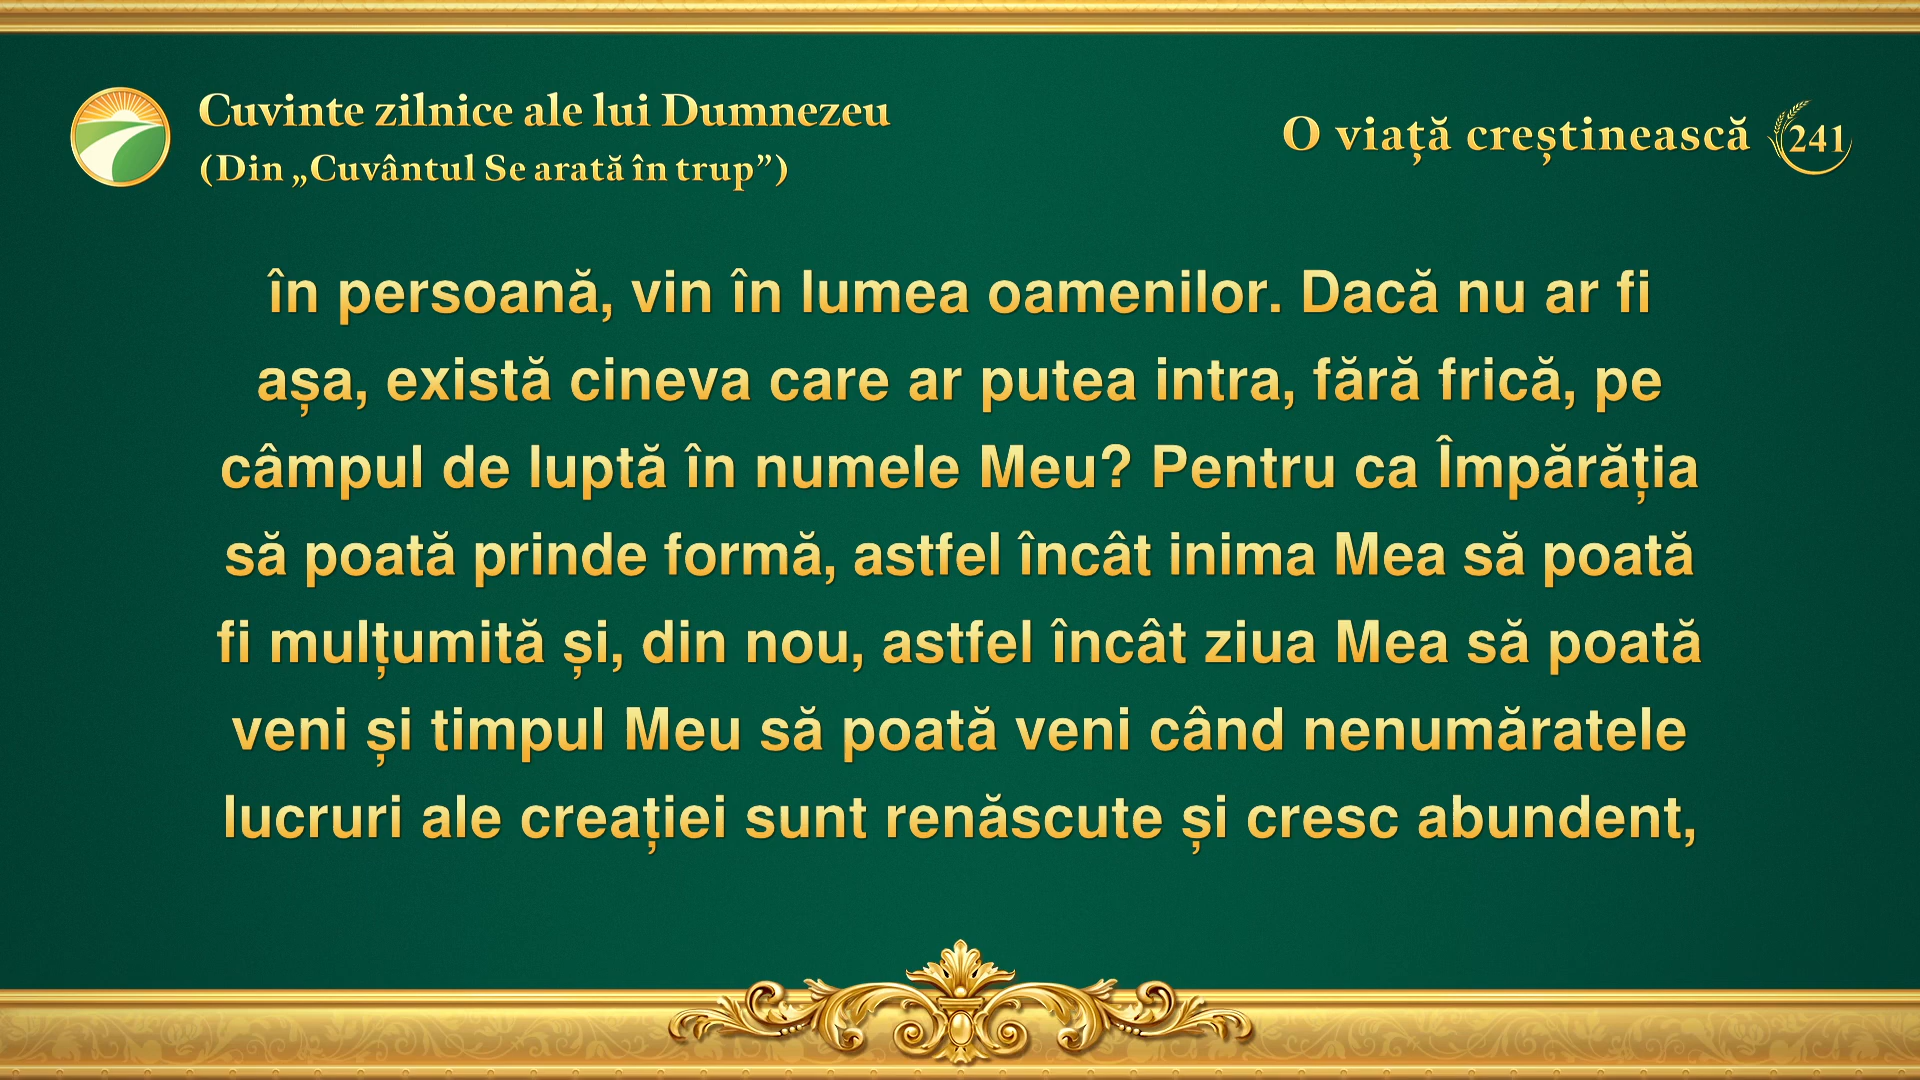 Cuvinte zilnice ale lui Dumnezeu
(Din „Cuvântul Se arată în trup”)
O viață creștinească 241
în persoană, vin în lumea oamenilor. Dacă nu ar fi
așa, există cineva care ar putea intra, fără frică, pe
câmpul de luptă în numele Meu? Pentru ca Împărăția
să poată prinde formă, astfel încât inima Mea să poată
fi mulțumită și, din nou, astfel încât ziua Mea să poată
veni și timpul Meu să poată veni când nenumăratele
lucruri ale creației sunt renăscute și cresc abundent,